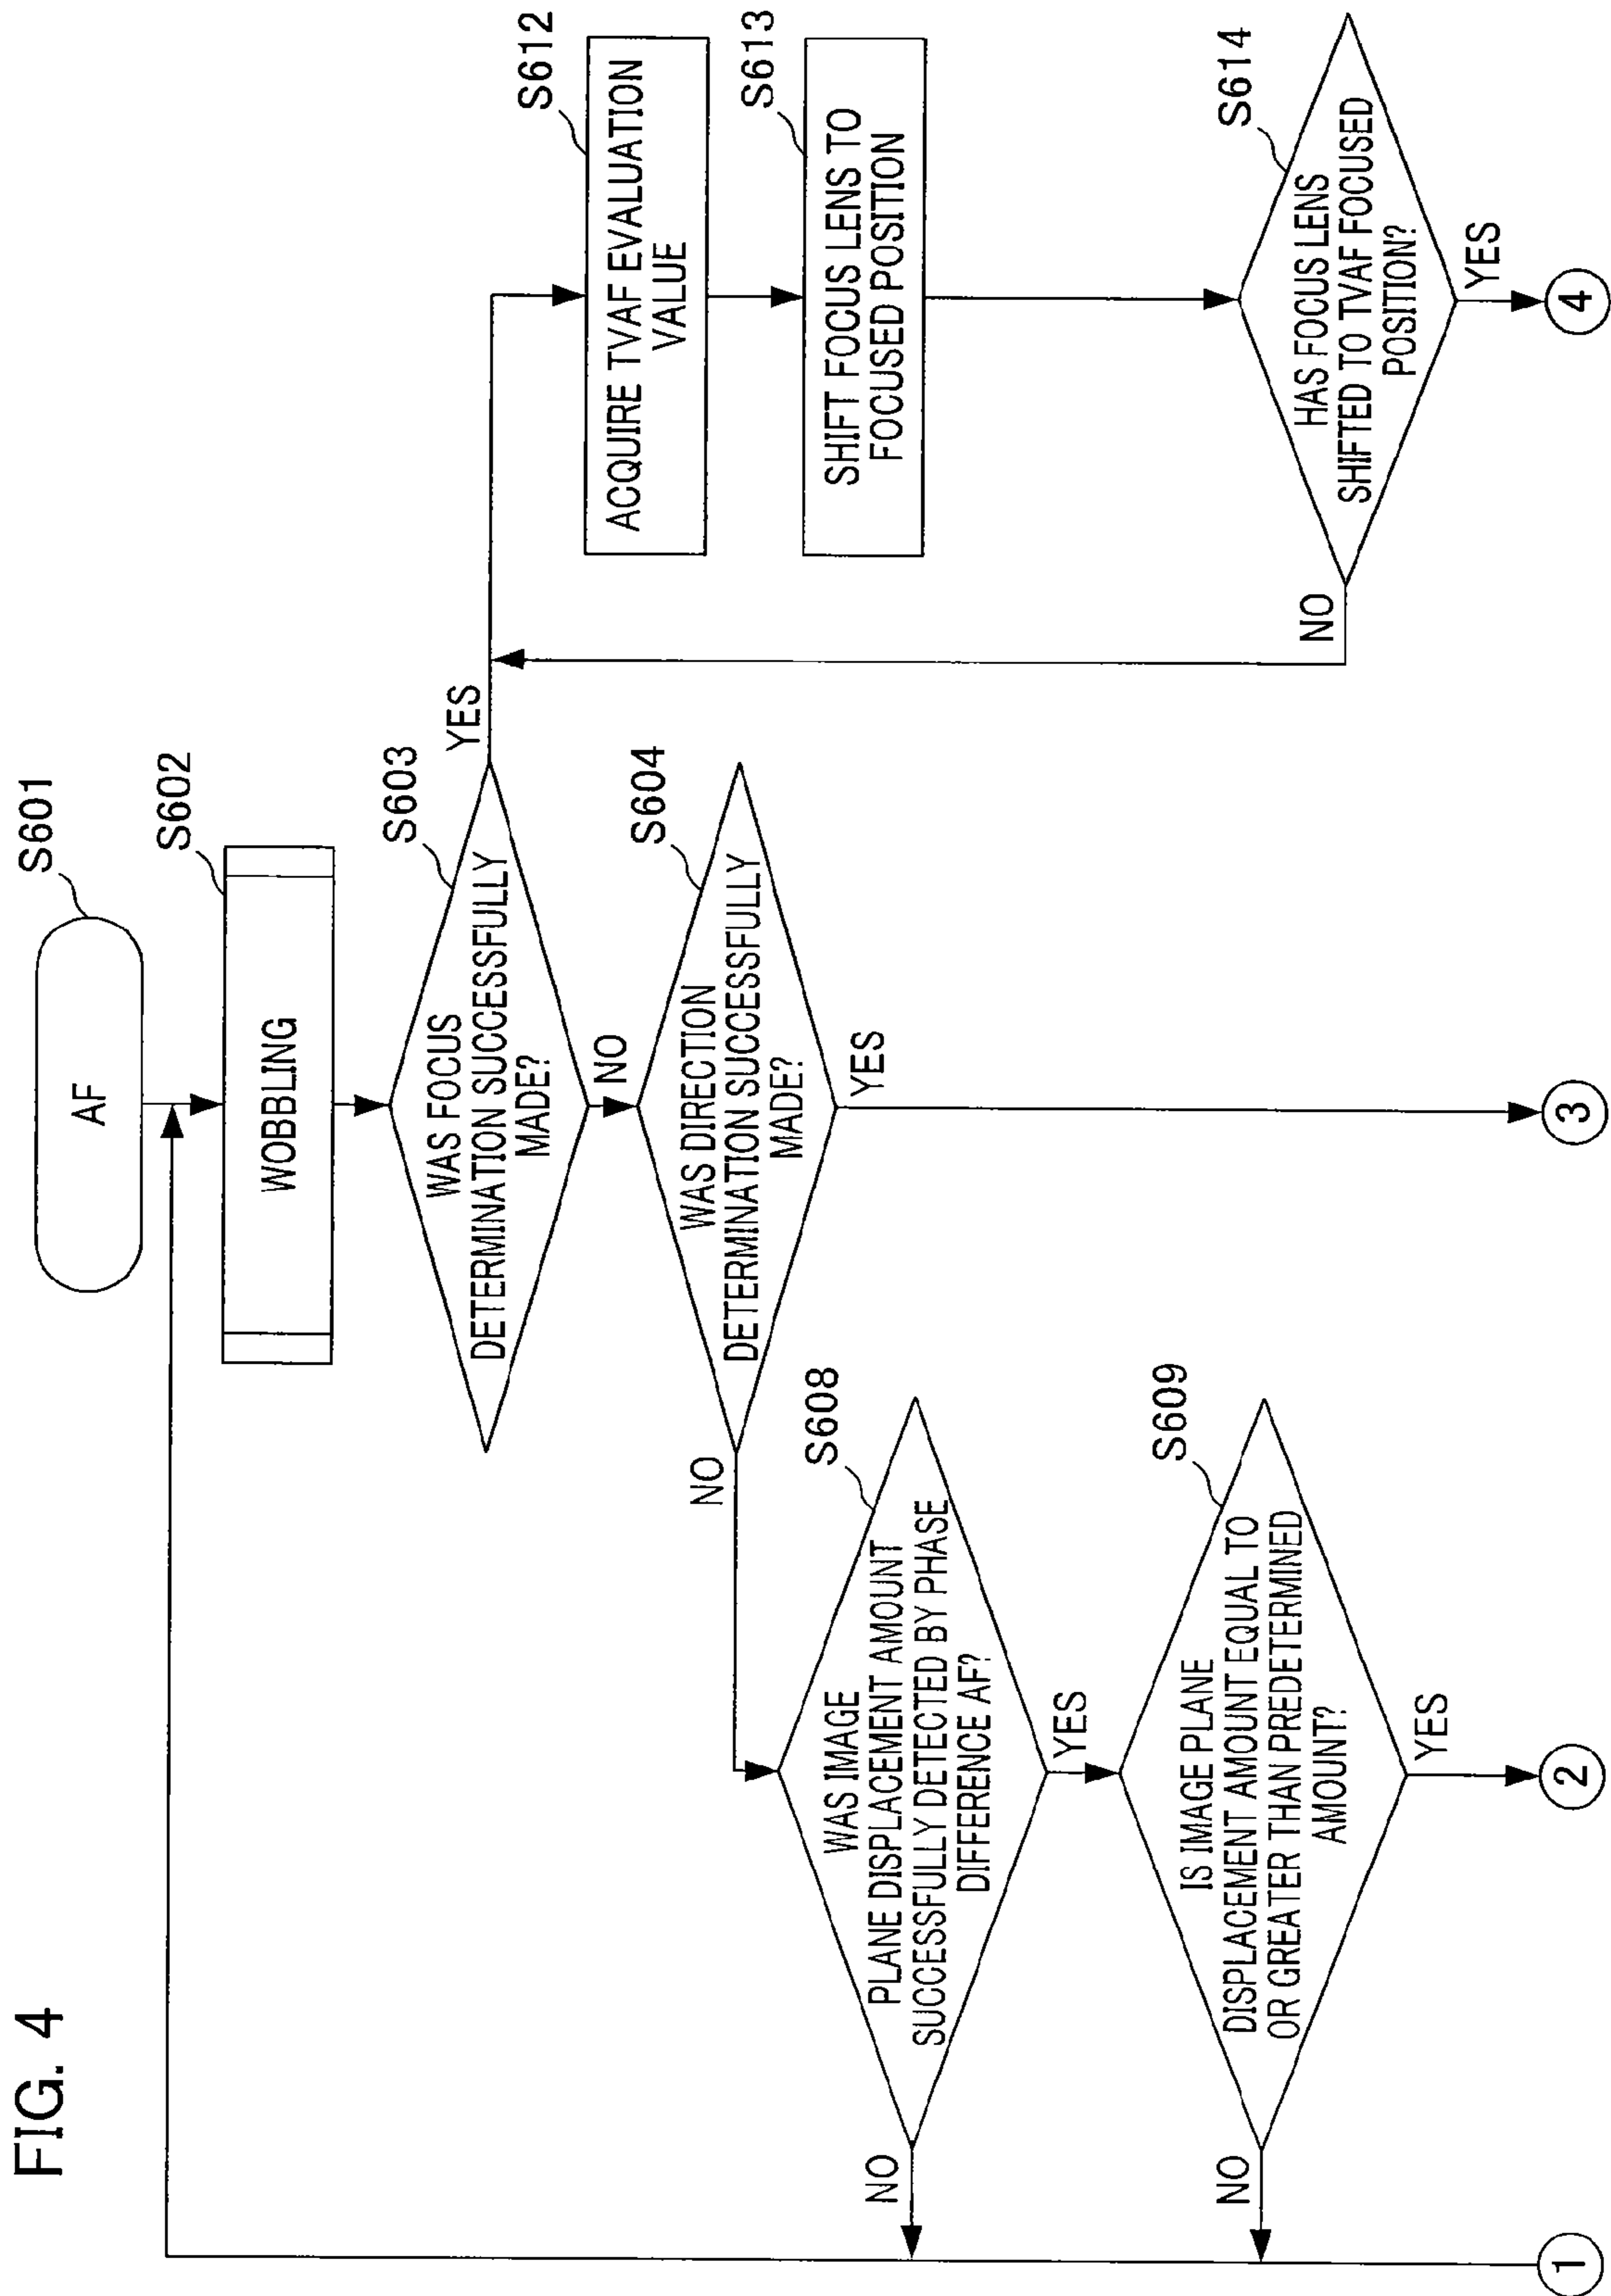 FIG. 4
S601
AF
S602
WOBBLING
S603
WAS FOCUS
DETERMINATION SUCCESSFULLY
MADE?
YES
NO
S604
WAS DIRECTION
DETERMINATION SUCCESSFULLY
MADE?
NO
YES
S608
WAS IMAGE
PLANE DISPLACEMENT AMOUNT
SUCCESSFULLY DETECTED BY PHASE
DIFFERENCE AF?
NO
YES
S609
IS IMAGE PLANE
DISPLACEMENT AMOUNT EQUAL TO
OR GREATER THAN PREDETERMINED
AMOUNT?
NO
YES
S612
ACQUIRE TVAF EVALUATION
VALUE
S613
SHIFT FOCUS LENS TO
FOCUSED POSITION
S614
HAS FOCUS LENS
SHIFTED TO TVAF FOCUSED
POSITION?
NO
YES
1
2
3
4